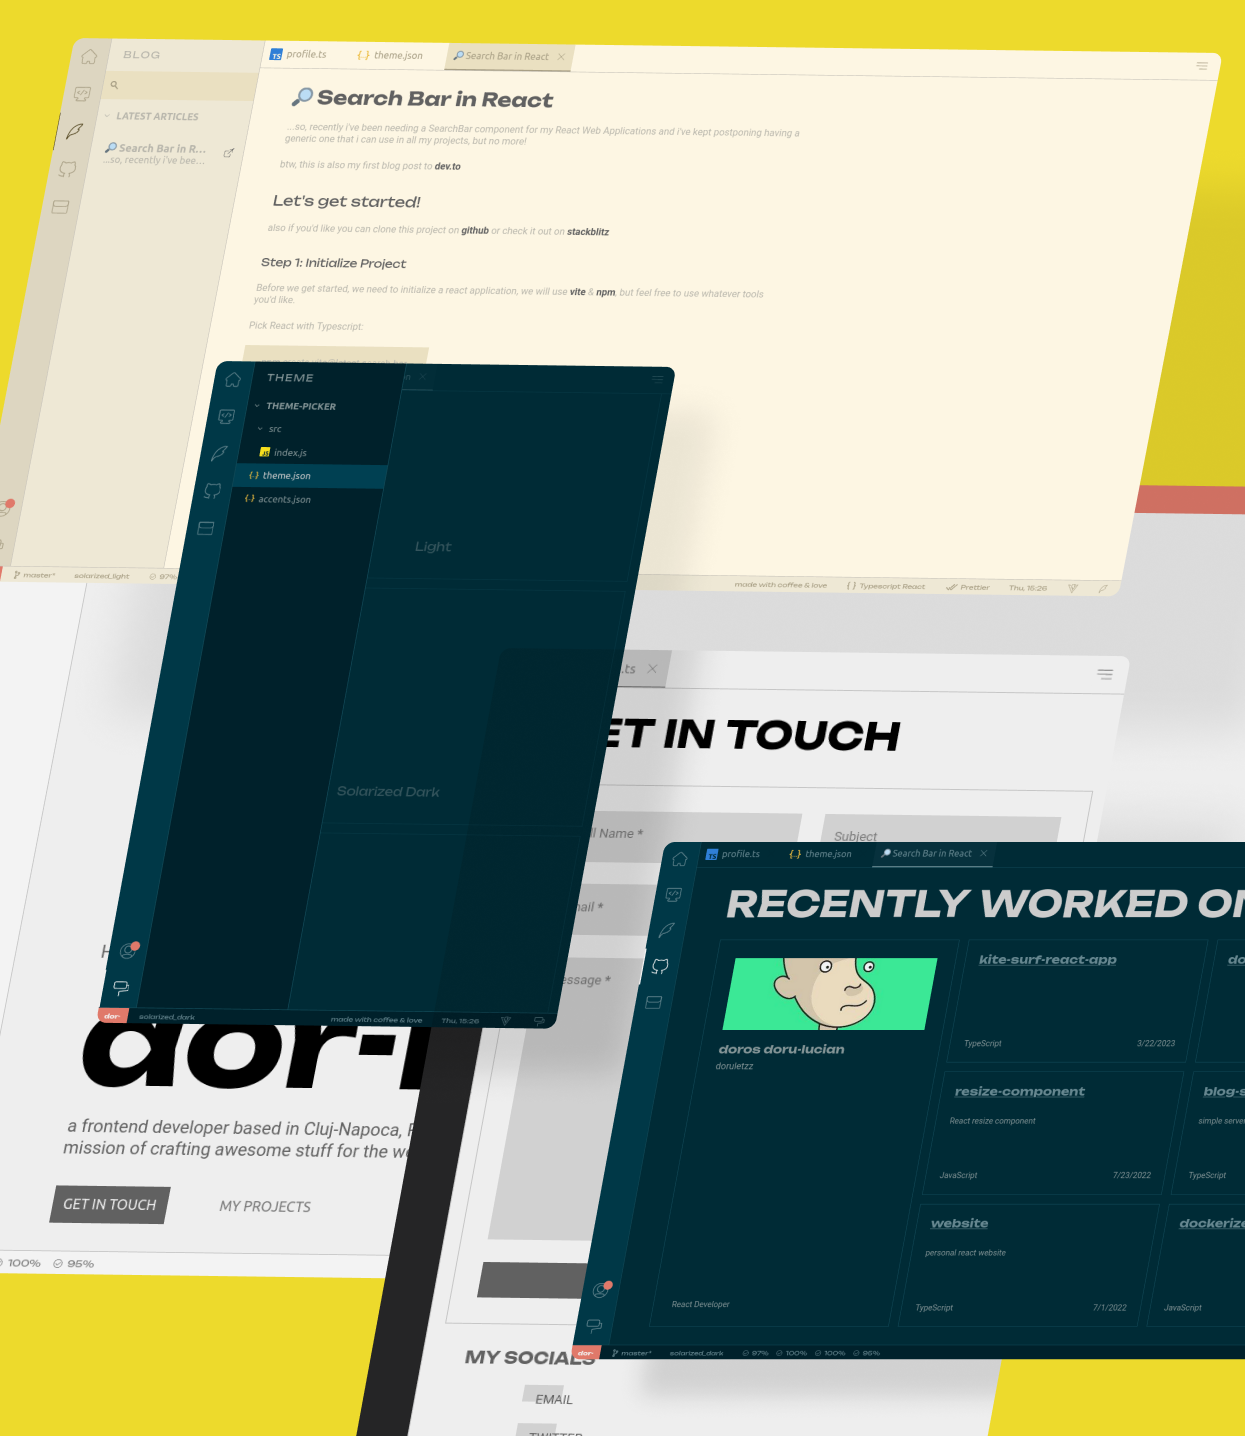 BLOG
TS profile.ts
{..} theme.json
Search Bar in React
Search Bar in React
LATEST ARTICLES
...so, recently i've been needing a SearchBar component for my React Web Applications and i've kept postponing having a
generic one that i can use in all my projects, but no more!
Search Bar in R...
...so, recently i've bee...
btw, this is also my first blog post to dev.to
Let's get started!
also if you'd like you can clone this project on github or check it out on stackblitz
Step 1: Initialize Project
Before we get started, we need to initialize a react application, we will use vite & npm, but feel free to use whatever tools
you'd like.
Pick React with Typescript:
master*
solarized_light
97%
made with coffee & love
{ } Typescript React
Prettier
Thu, 15:26
THEME
THEME-PICKER
src
JS index.js
{..} theme.json
{..} accents.json
Light
Solarized Dark
dor-
solarized_dark
made with coffee & love
Thu, 15:26
.ts
ET IN TOUCH
ll Name *
Subject
ail *
essage *
MY SOCIALS
EMAIL
TWITTER
H
dor-
a frontend developer based in Cluj-Napoca,
mission of crafting awesome stuff for the
GET IN TOUCH
MY PROJECTS
100%
95%
TS profile.ts
{..} theme.json
Search Bar in React
RECENTLY WORKED ON
doros doru-lucian
doruletzz
React Developer
kite-surf-react-app
TypeScript
3/22/2023
do
resize-component
React resize component
JavaScript
7/23/2022
blog-s
simple server
TypeScript
website
personal react website
TypeScript
7/1/2022
dockerize
JavaScript
dor-
master*
solarized_dark
97%
100%
100%
96%